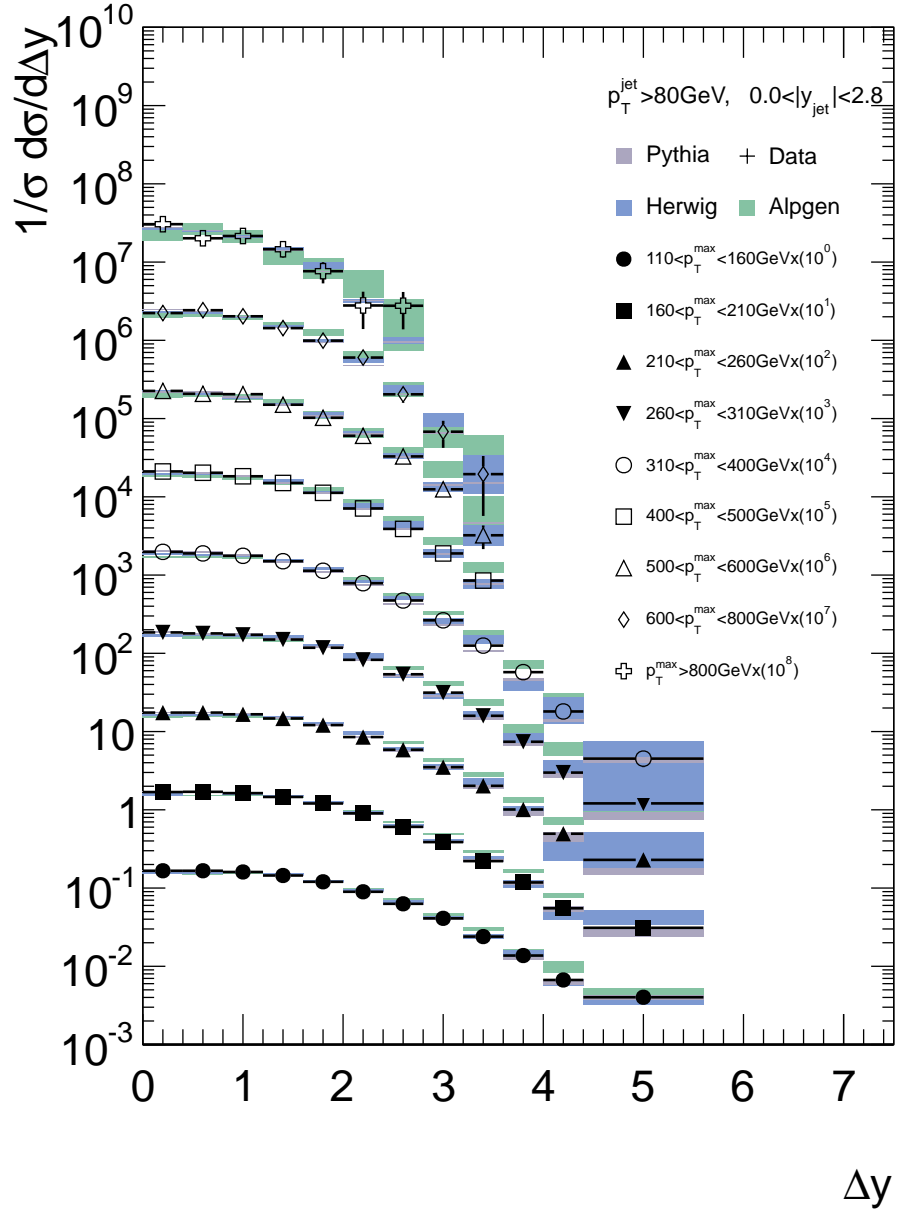 1/σ dσ/dΔy
10^10
10^9
10^8
10^7
10^6
10^5
10^4
10^3
10^2
10
1
10^-1
10^-2
10^-3
p_T^jet >80GeV, 0.0<|y_jet|<2.8
Pythia + Data
Herwig Alpgen
110<p_T^max<160GeVx(10^0)
160<p_T^max<210GeVx(10^1)
210<p_T^max<260GeVx(10^2)
260<p_T^max<310GeVx(10^3)
310<p_T^max<400GeVx(10^4)
400<p_T^max<500GeVx(10^5)
500<p_T^max<600GeVx(10^6)
600<p_T^max<800GeVx(10^7)
p_T^max>800GeVx(10^8)
0 1 2 3 4 5 6 7
Δy